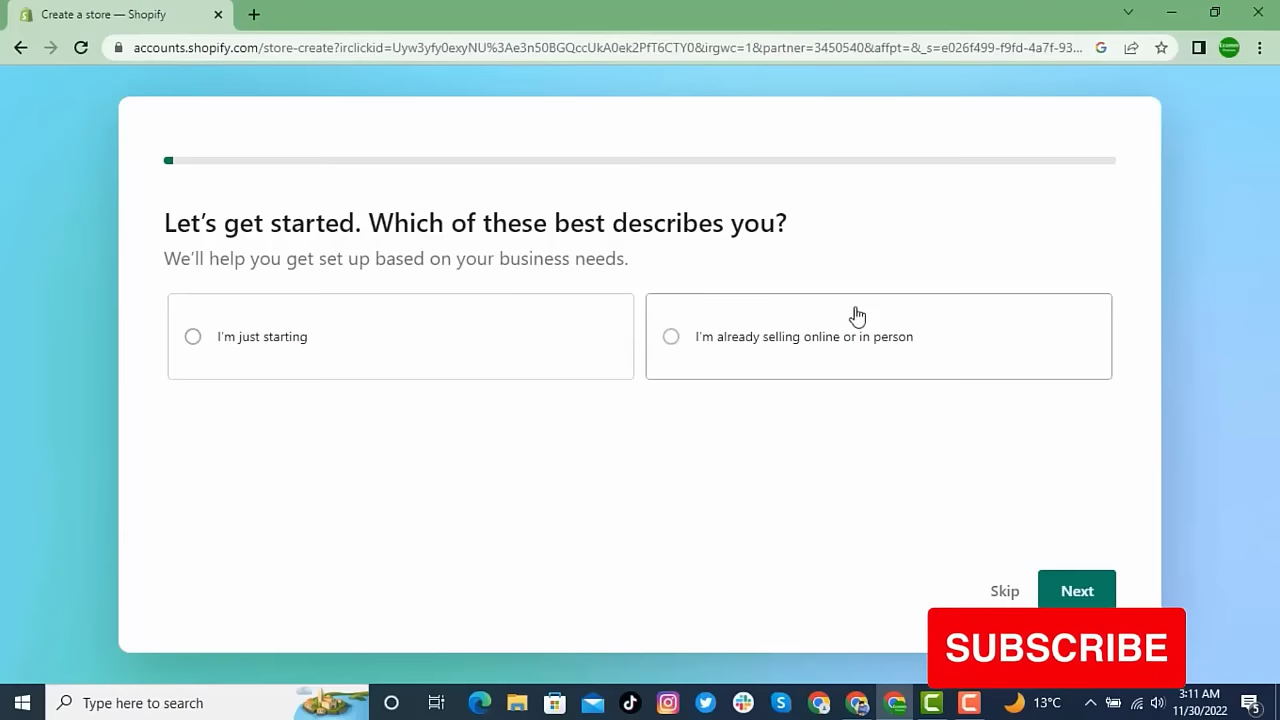 Create a store — Shopify
accounts.shopify.com/store-create?irclickid=Uyw3yfy0exyNU%3Ae3n50BGQccUkA0ek2PfT6CTY0&irgwc=1&partner=3450540&affpt=&_s=e026f499-f9fd-4a7f-93...
Let's get started. Which of these best describes you?
We'll help you get set up based on your business needs.
I'm just starting
I'm already selling online or in person
Skip
Next
SUBSCRIBE
Type here to search
13°C
3:11 AM
11/30/2022
5